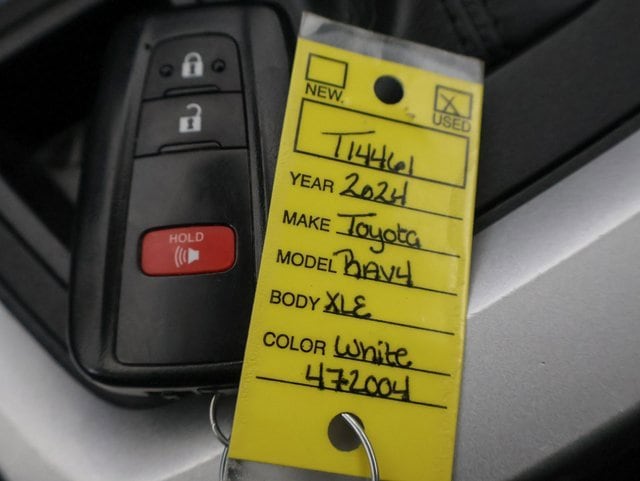 HOLD
NEW
X
USED
T14461
YEAR 2024
MAKE Toyota
MODEL RAV4
BODY XLE
COLOR White
472004